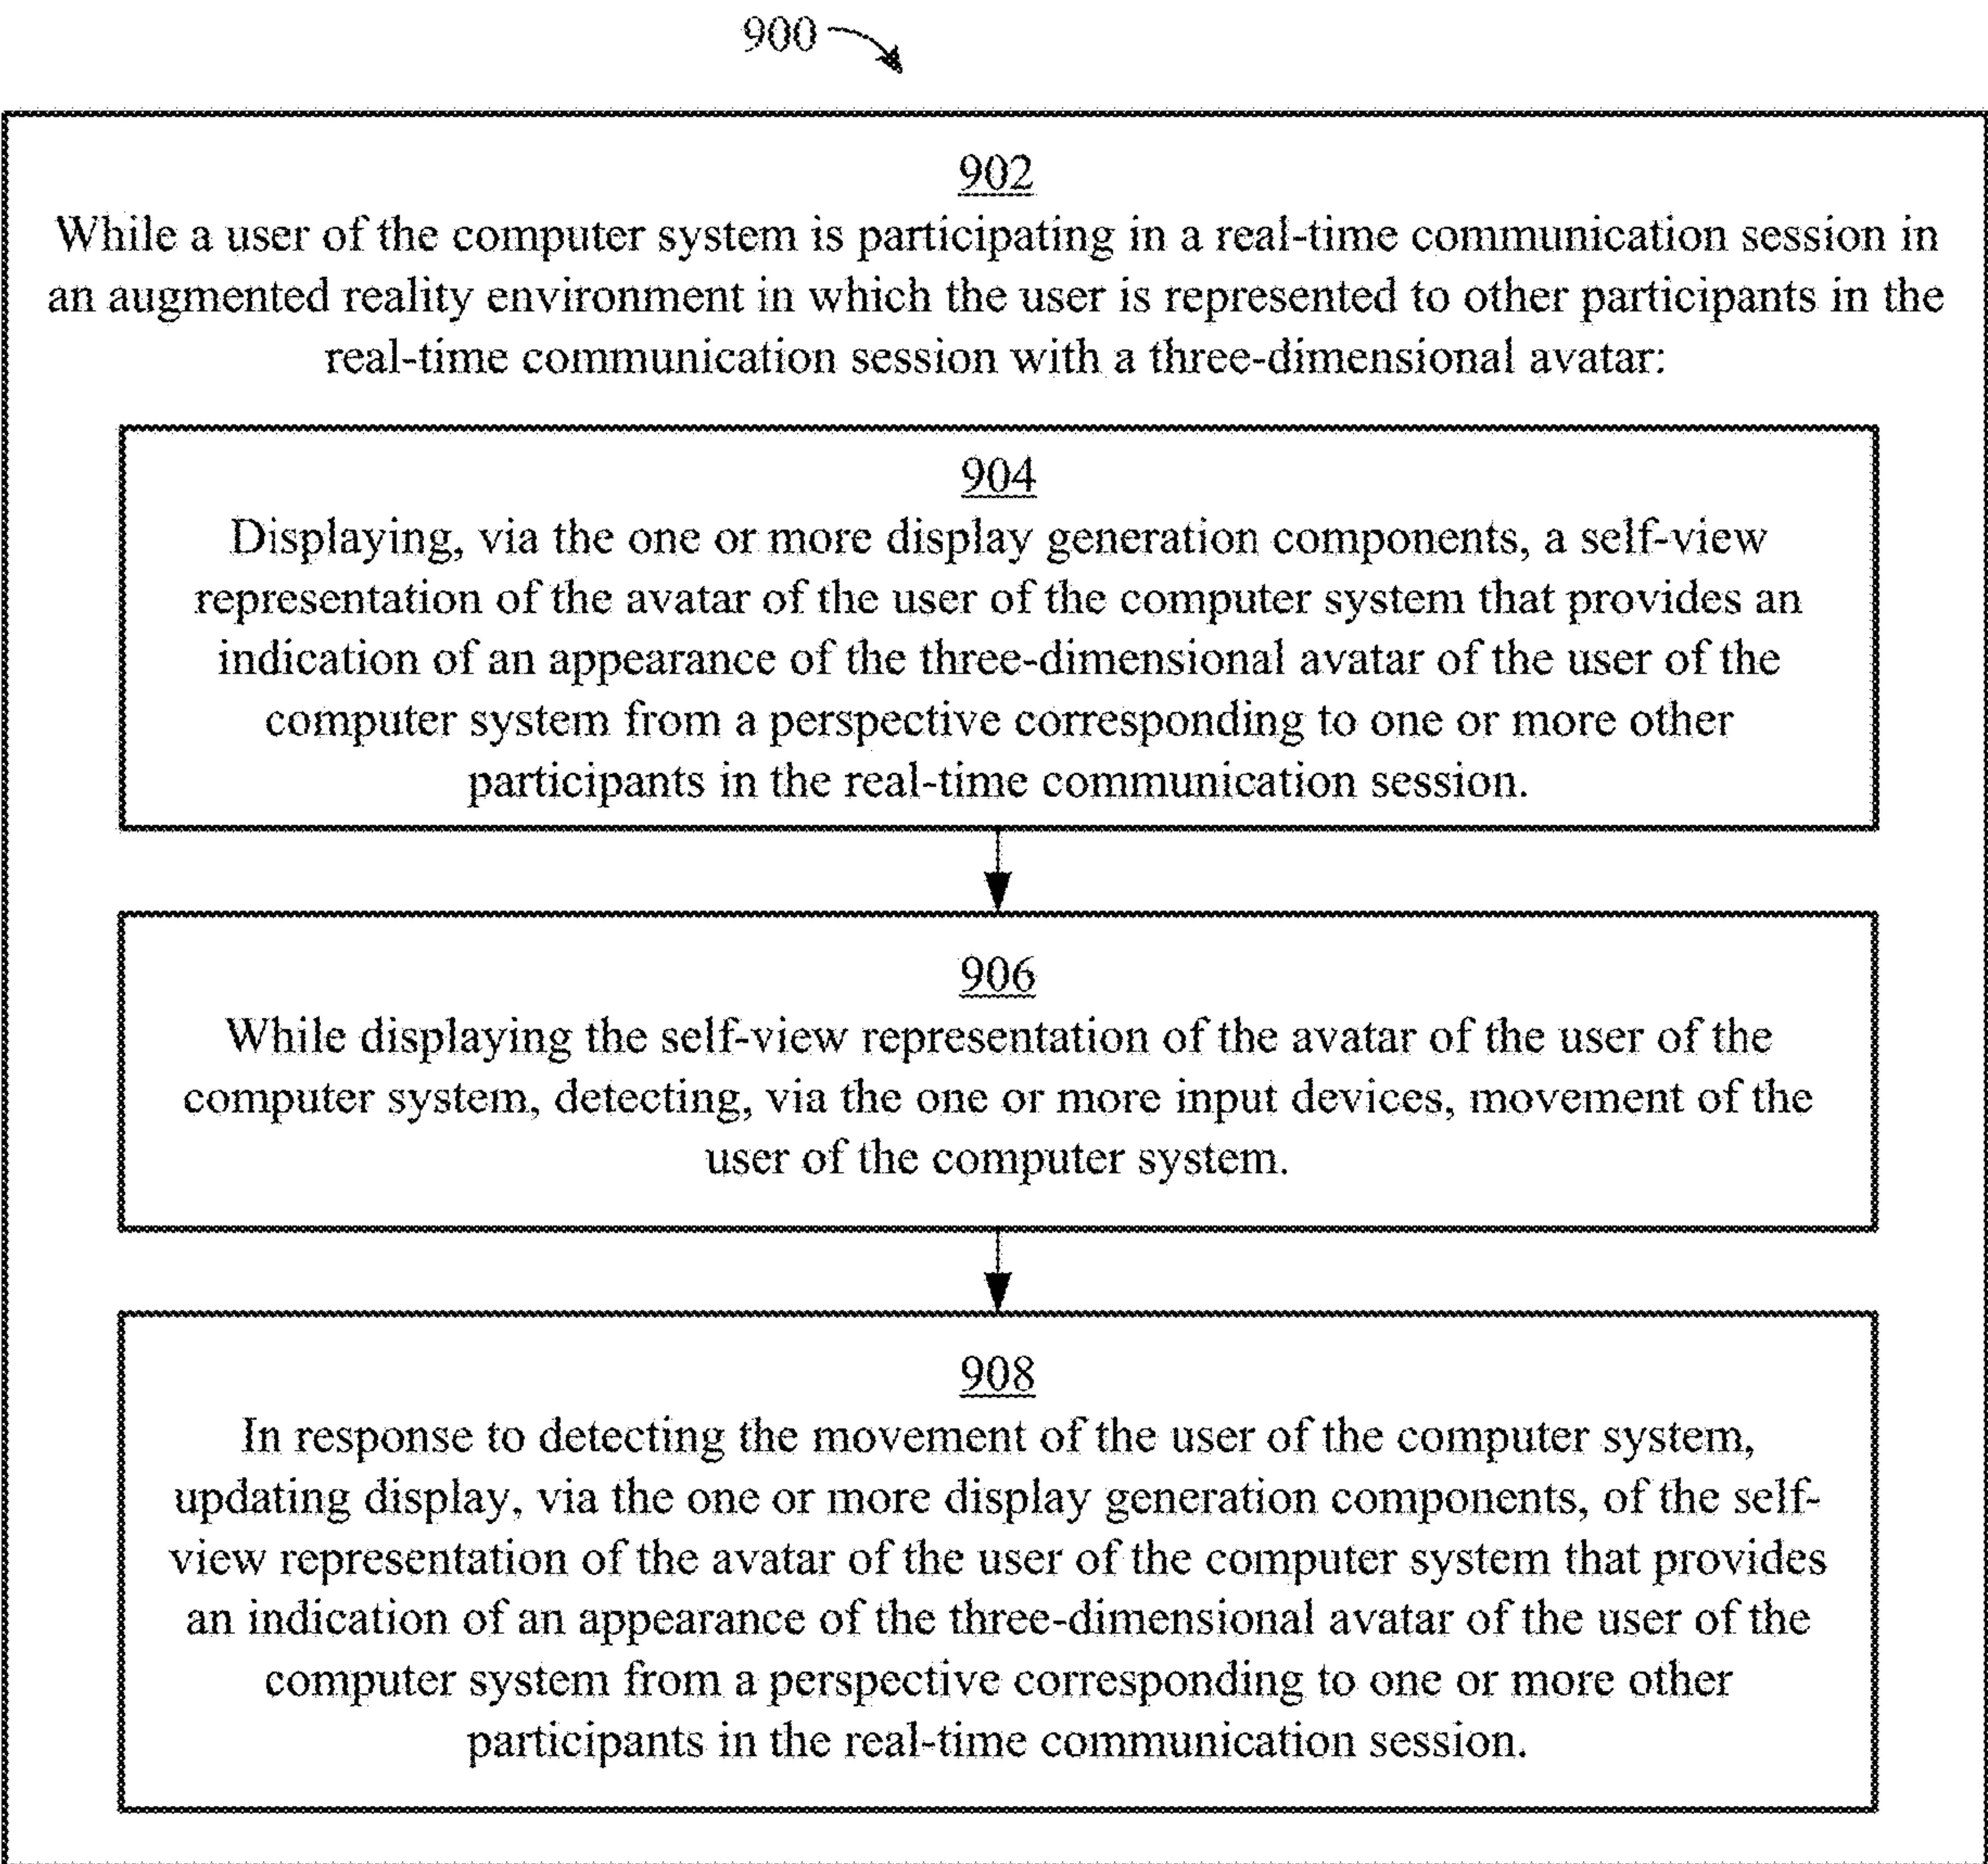 900
902
While a user of the computer system is participating in a real-time communication session in
an augmented reality environment in which the user is represented to other participants in the
real-time communication session with a three-dimensional avatar:
904
Displaying, via the one or more display generation components, a self-view
representation of the avatar of the user of the computer system that provides an
indication of an appearance of the three-dimensional avatar of the user of the
computer system from a perspective corresponding to one or more other
participants in the real-time communication session.
906
While displaying the self-view representation of the avatar of the user of the
computer system, detecting, via the one or more input devices, movement of the
user of the computer system.
908
In response to detecting the movement of the user of the computer system,
updating display, via the one or more display generation components, of the self-
view representation of the avatar of the user of the computer system that provides
an indication of an appearance of the three-dimensional avatar of the user of the
computer system from a perspective corresponding to one or more other
participants in the real-time communication session.